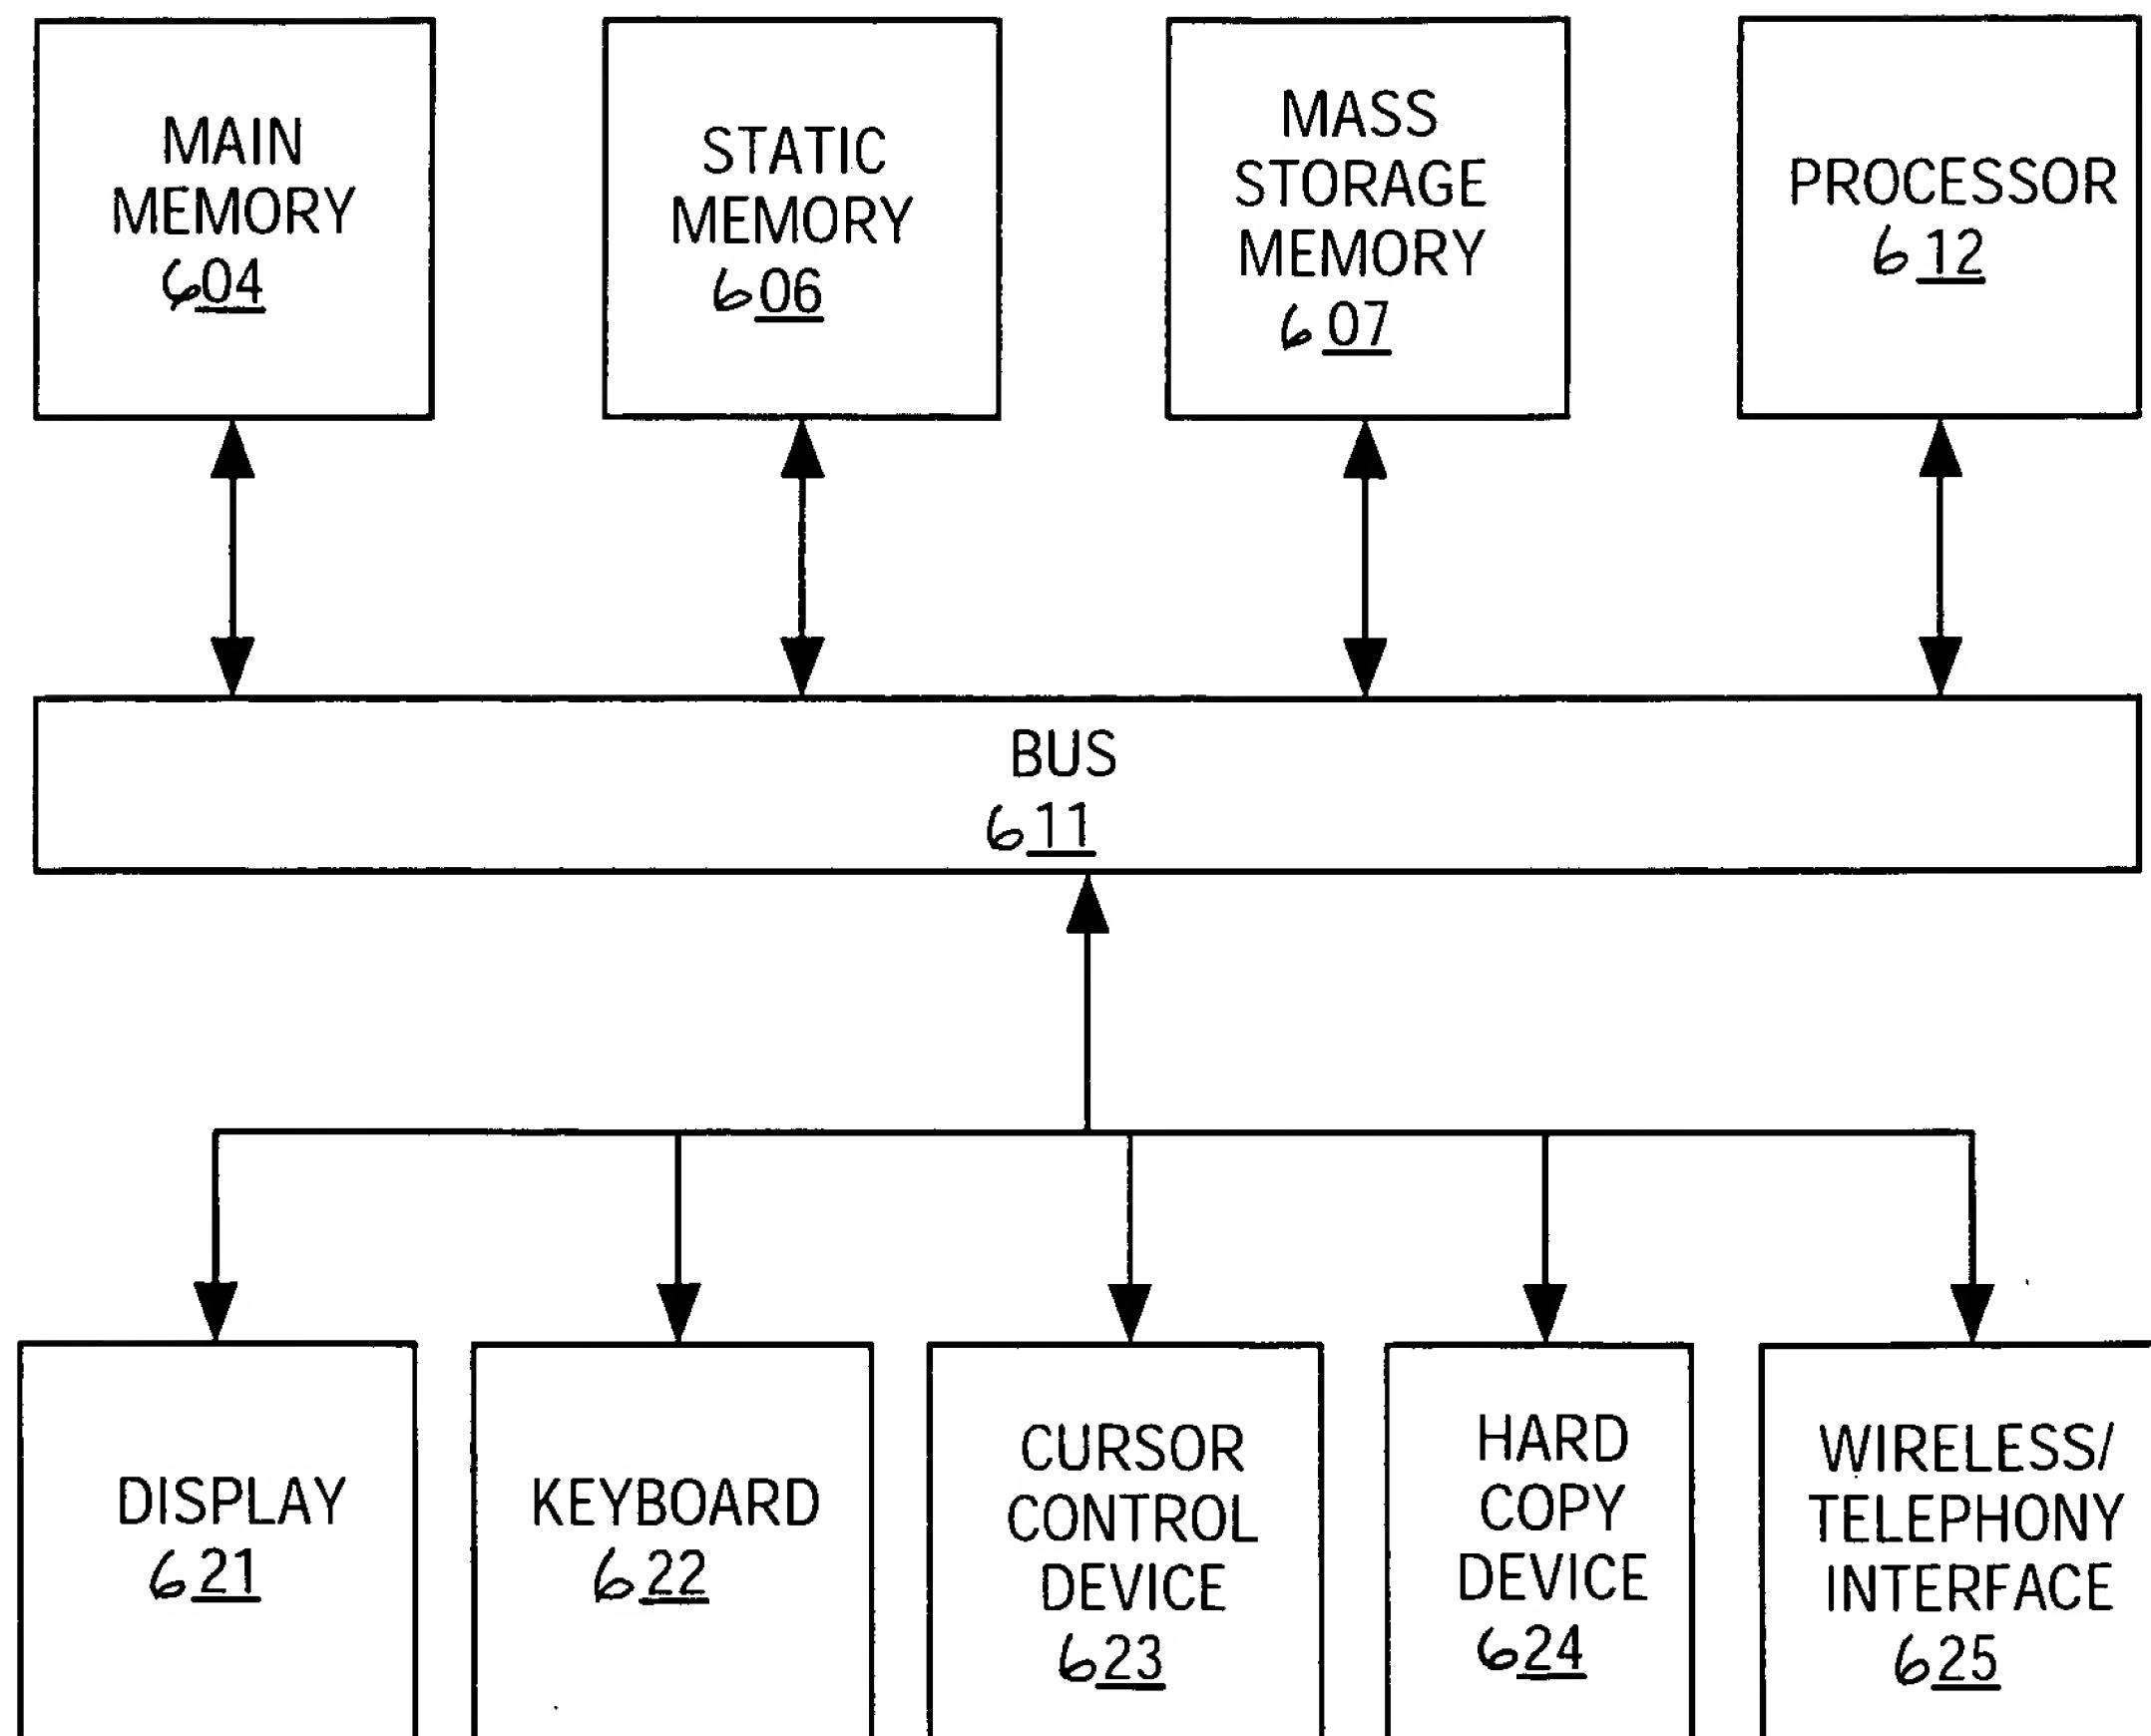 MAIN
MEMORY
604
STATIC
MEMORY
606
MASS
STORAGE
MEMORY
607
PROCESSOR
612
BUS
611
DISPLAY
621
KEYBOARD
622
CURSOR
CONTROL
DEVICE
623
HARD
COPY
DEVICE
624
WIRELESS/
TELEPHONY
INTERFACE
625